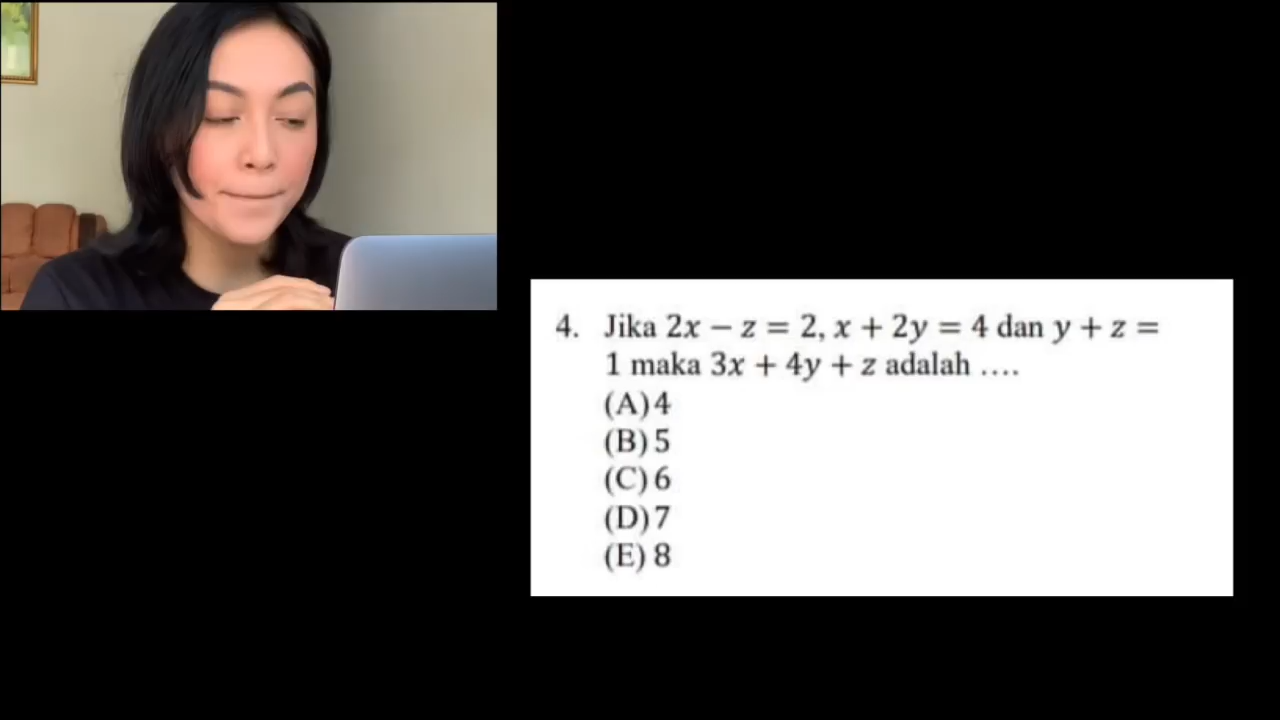 4. Jika 2x − z = 2, x + 2y = 4 dan y + z =
1 maka 3x + 4y + z adalah ....
(A) 4
(B) 5
(C) 6
(D) 7
(E) 8